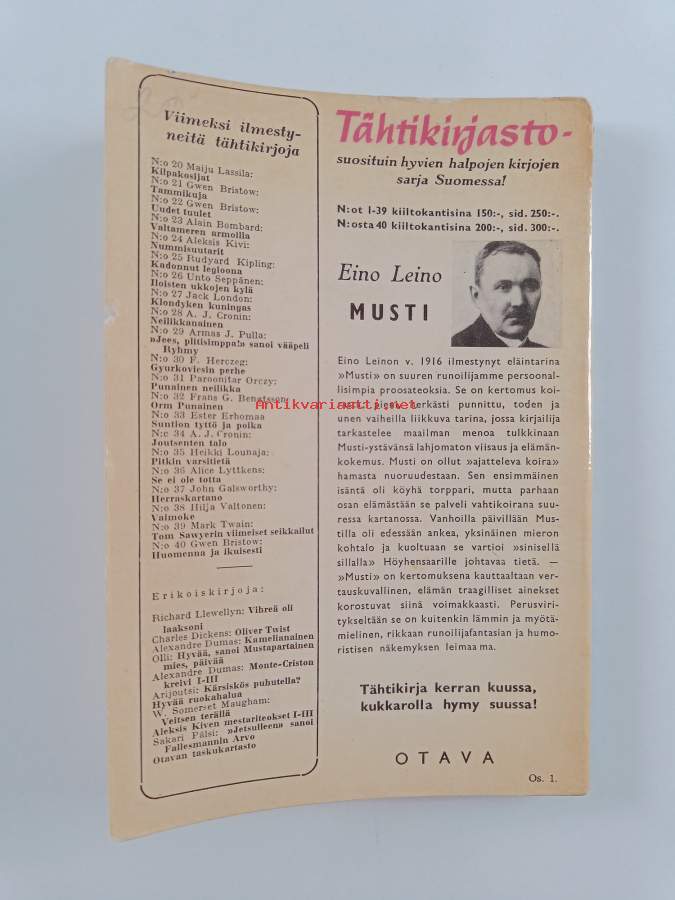 Viimeksi ilmesty-
neitä tähtikirjoja
N:o 20 Maiju Lassila:
Kilpakosijat
N:o 21 Gwen Bristow:
Tammikuja
N:o 22 Gwen Bristow:
Uudet tuulet
N:o 23 Alain Bombard:
Valtameren armoilla
N:o 24 Aleksis Kivi:
Nummisuutarit
N:o 25 Rudyard Kipling:
Kadonnut legioona
N:o 26 Unto Seppänen:
Iloisten ukkojen kylä
N:o 27 Jack London:
Klondyken kuningas
N:o 28 A. J. Cronin:
Neilikkanainen
N:o 29 Armas J. Pulla:
»Jees, plitisimppa!» sanoi vääpeli
Ryhmy
N:o 30 F. Herczeg:
Gyurkoviesin perhe
N:o 31 Paroonitar Orczy:
Punainen neilikka
N:o 32 Frans G. Bengtsson:
Orm Punainen
N:o 33 Ester Erhomaa
Suntion tyttö ja poika
N:c 34 A. J. Cronin:
Joutsenten talo
N:o 35 Heikki Lounaja:
Pitkin varsitietä
N:o 36 Alice Lyttkens:
Se ei ole totta
N:o 37 John Galsworthy:
Herraskartano
N:o 38 Hilja Valtonen:
Vaimoke
N:o 39 Mark Twain:
Tom Sawyerin viimeiset seikkailut
N:o 40 Gwen Bristow:
Huomenna ja ikuisesti
Erikoiskirjoja:
Richard Llewellyn: Vihreä oli
laaksoni
Charles Dickens: Oliver Twist
Alexandre Dumas: Kamelianainen
Olli: Hyvää, sanoi Mustapartainen
mies, päivää
Alexandre Dumas: Monte-Criston
kreivi I-III
Arijoutsi: Kärsiskös puhutella?
Hyvää ruokahalua
W. Somerset Maugham:
Veitsen terällä
Aleksis Kiven mestariteokset I-III
Sakari Pälsi: »Jetsulleen» sanoi
Fallesmannin Arvo
Otavan taskukartasto
Tähtikirjasto-
suosituin hyvien halpojen kirjojen
sarja Suomessa!
N:ot 1-39 kiiltokantisina 150:-, sid. 250:-.
N:osta 40 kiiltokantisina 200:-, sid. 300:-.
Eino Leino
MUSTI
Eino Leinon v. 1916 ilmestynyt eläintarina
»Musti» on suuren runoilijamme persoonal-
lisimpia proosateoksia. Se on kertomus koi-
Antikvariaatti.net
punnittu, toden ja
unen vaiheilla liikkuva tarina, jossa kirjailija
tarkastelee maailman menoa tulkkinaan
Musti-ystävänsä lahjomaton viisaus ja elämän-
kokemus. Musti on ollut »ajatteleva koira»
hamasta nuoruudestaan. Sen ensimmäinen
isäntä oli köyhä torppari, mutta parhaan
osan elämästään se palveli vahtikoirana suu-
ressa kartanossa. Vanhoilla päivillään Mus-
tilla oli edessään ankea, yksinäinen mieron
kohtalo ja kuoltuaan se vartioi »sinisellä
sillalla» Höyhensaarille johtavaa tietä. —
»Musti» on kertomuksena kauttaaltaan ver-
tauskuvallinen, elämän traagilliset ainekset
korostuvat siinä voimakkaasti. Perusviri-
tykseltään se on kuitenkin lämmin ja myötä-
mielinen, rikkaan runoilijafantasian ja humo-
ristisen näkemyksen leimaama.
Tähtikirja kerran kuussa,
kukkarolla hymy suussa!
OTAVA
Os. 1.